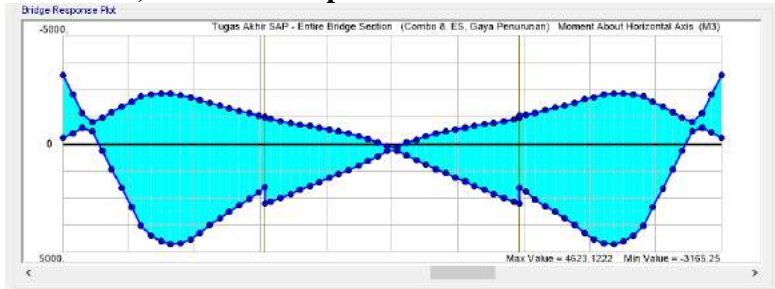 Bridge Response Plot
-5000. Tugas Akhir SAP - Entire Bridge Section (Combo 8, ES, Gaya Penurunan) Moment About Horizontal Axis (M3)
0
5000. Max Value = 4623.1222 Min Value = -3165.25